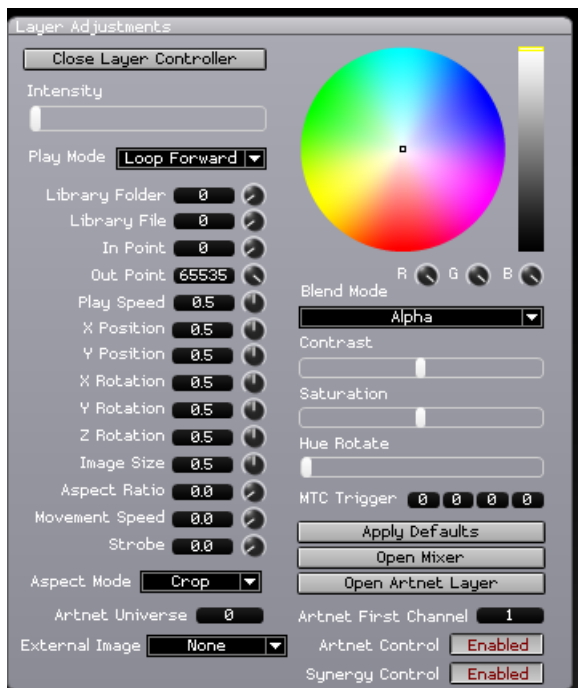 Layer Adjustments
Close Layer Controller
Intensity
Play Mode Loop Forward
Library Folder 0
Library File 0
In Point 0
Out Point 65535
Play Speed 0.5
X Position 0.5
Y Position 0.5
X Rotation 0.5
Y Rotation 0.5
Z Rotation 0.5
Image Size 0.5
Aspect Ratio 0.0
Movement Speed 0.0
Strobe 0.0
Aspect Mode Crop
Artnet Universe 0
External Image None
R G B
Blend Mode
Alpha
Contrast
Saturation
Hue Rotate
MTC Trigger 0 0 0 0
Apply Defaults
Open Mixer
Open Artnet Layer
Artnet First Channel 1
Artnet Control Enabled
Synergy Control Enabled